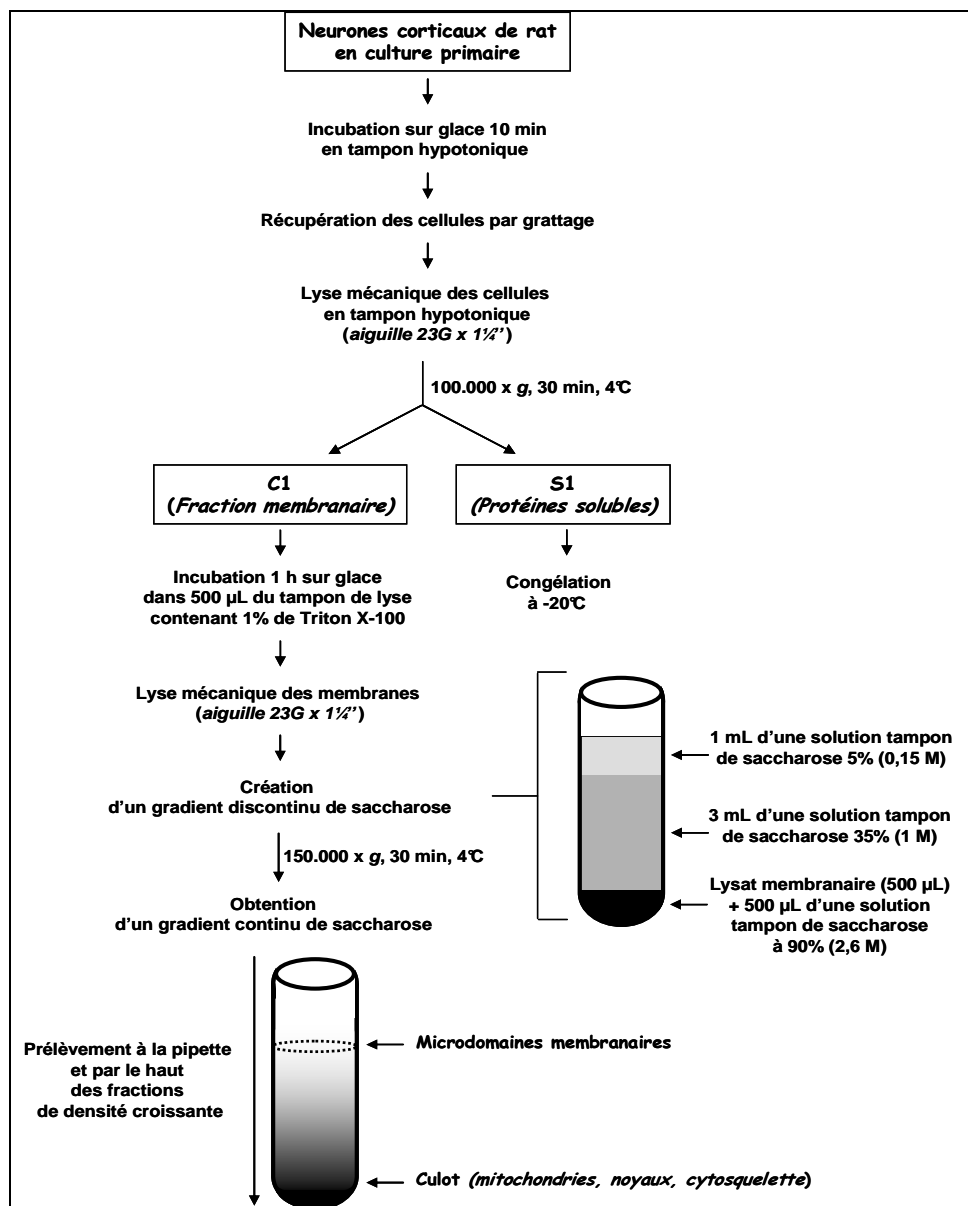 Neurones corticaux de rat
en culture primaire
Incubation sur glace 10 min
en tampon hypotonique
Récupération des cellules par grattage
Lyse mécanique des cellules
en tampon hypotonique
(aiguille 23G x 1¼’’)
100.000 x g, 30 min, 4°C
C1
(Fraction membranaire)
S1
(Protéines solubles)
Incubation 1 h sur glace
dans 500 µL du tampon de lyse
contenant 1% de Triton X-100
Congélation
à -20°C
Lyse mécanique des membranes
(aiguille 23G x 1¼’’)
Création
d’un gradient discontinu de saccharose
1 mL d’une solution tampon
de saccharose 5% (0,15 M)
3 mL d’une solution tampon
de saccharose 35% (1 M)
Lysat membranaire (500 µL)
+ 500 µL d’une solution
tampon de saccharose
à 90% (2,6 M)
150.000 x g, 30 min, 4°C
Obtention
d’un gradient continu de saccharose
Prélèvement à la pipette
et par le haut
des fractions
de densité croissante
Microdomaines membranaires
Culot (mitochondries, noyaux, cytosquelette)